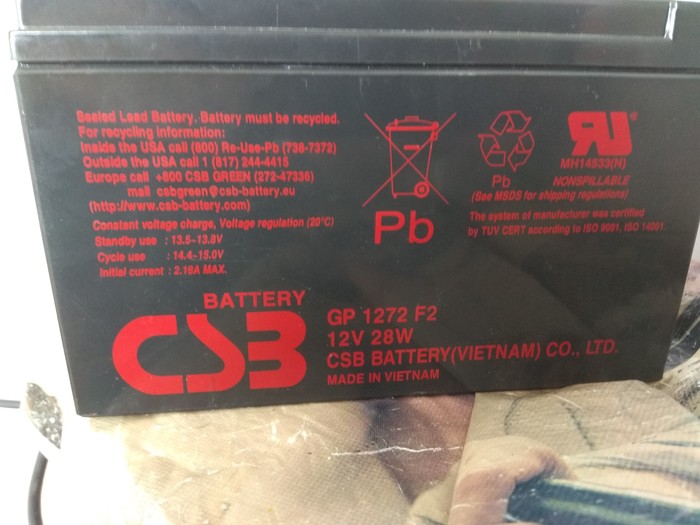 Sealed Lead Battery. Battery must be recycled.
For recycling information:
Inside the USA call (800) Re-Use-Pb (738-7372)
Outside the USA call 1 (817) 244-4415
Europe call +800 CSB GREEN (272-47336)
mail csbgreen@csb-battery.eu
(http://www.csb-battery.com)
Constant voltage charge, Voltage regulation (20°C)
Standby use : 13.5~13.8V
Cycle use : 14.4~15.0V
Initial current : 2.16A MAX.
Pb
Pb
RU®
MH14533(N)
NONSPILLABLE
(See MSDS for shipping regulations)
The system of manufacturer was certified
by TUV CERT according to ISO 9001, ISO 14001.
BATTERY
CSB
GP 1272 F2
12V 28W
CSB BATTERY(VIETNAM) CO., LTD.
MADE IN VIETNAM